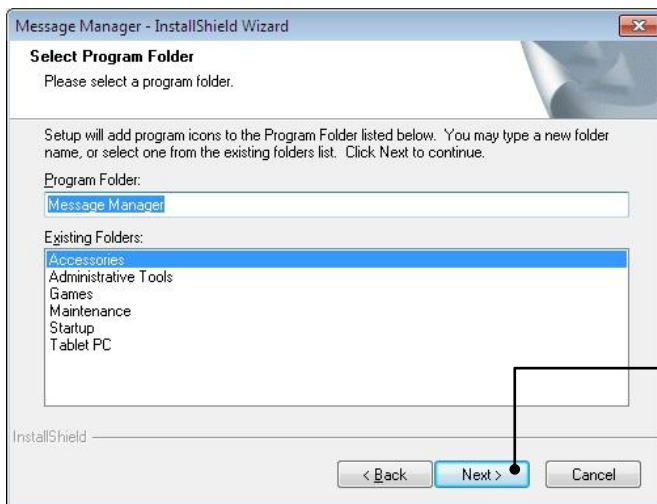 Message Manager - InstallShield Wizard
Select Program Folder
Please select a program folder.
Setup will add program icons to the Program Folder listed below.  You may type a new folder
name, or select one from the existing folders list.  Click Next to continue.
Program Folder:
Message Manager
Existing Folders:
Accessories
Administrative Tools
Games
Maintenance
Startup
Tablet PC
InstallShield
< Back
Next >
Cancel